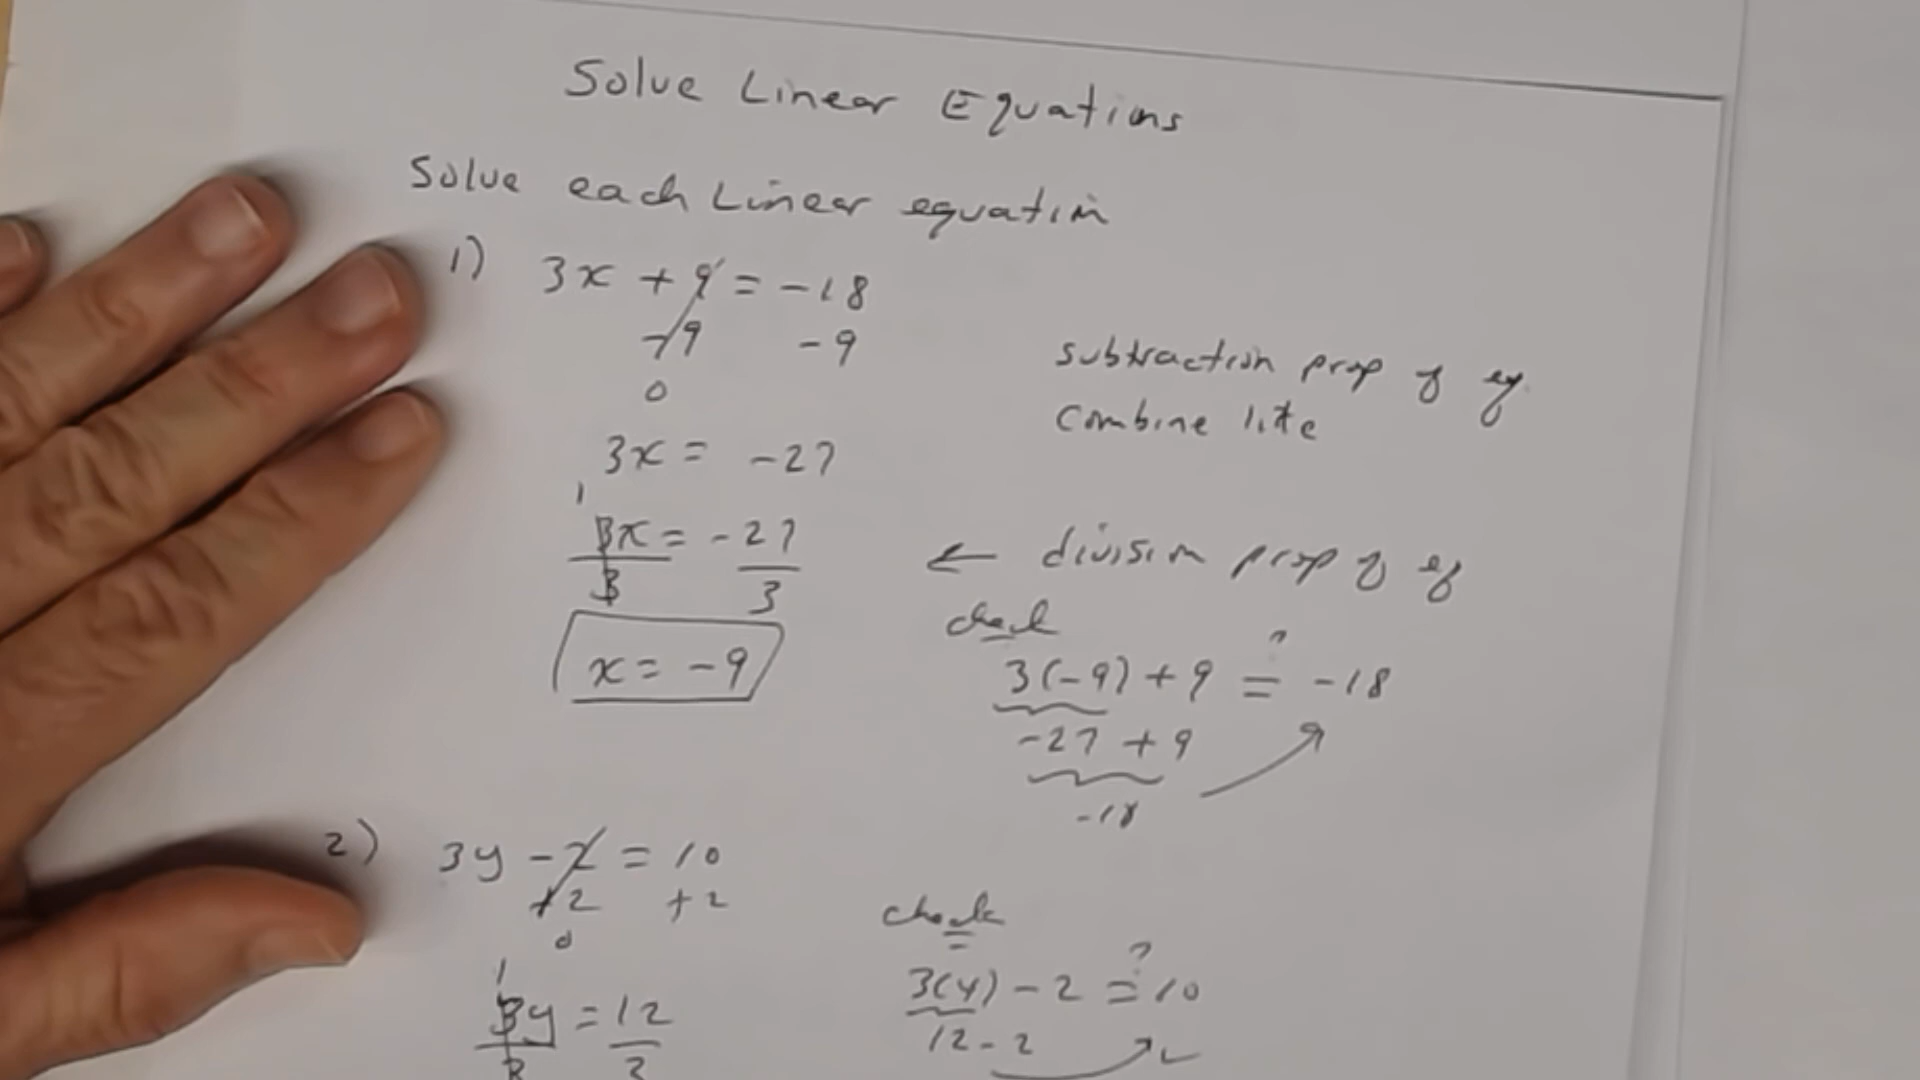 Solve Linear Equations
Solve each Linear equation
1) 3x + 9 = -18
-9 -9
0
subtraction prop of eq.
combine like
3x = -27
1
3x = -27
3 3
← division prop of eq
x = -9
check
?
3(-9) + 9 = -18
-27 + 9
-18
2) 3y - 2 = 10
+2 +2
0
1
3y = 12
3 3
check
?
3(4) - 2 = 10
12 - 2 ✓